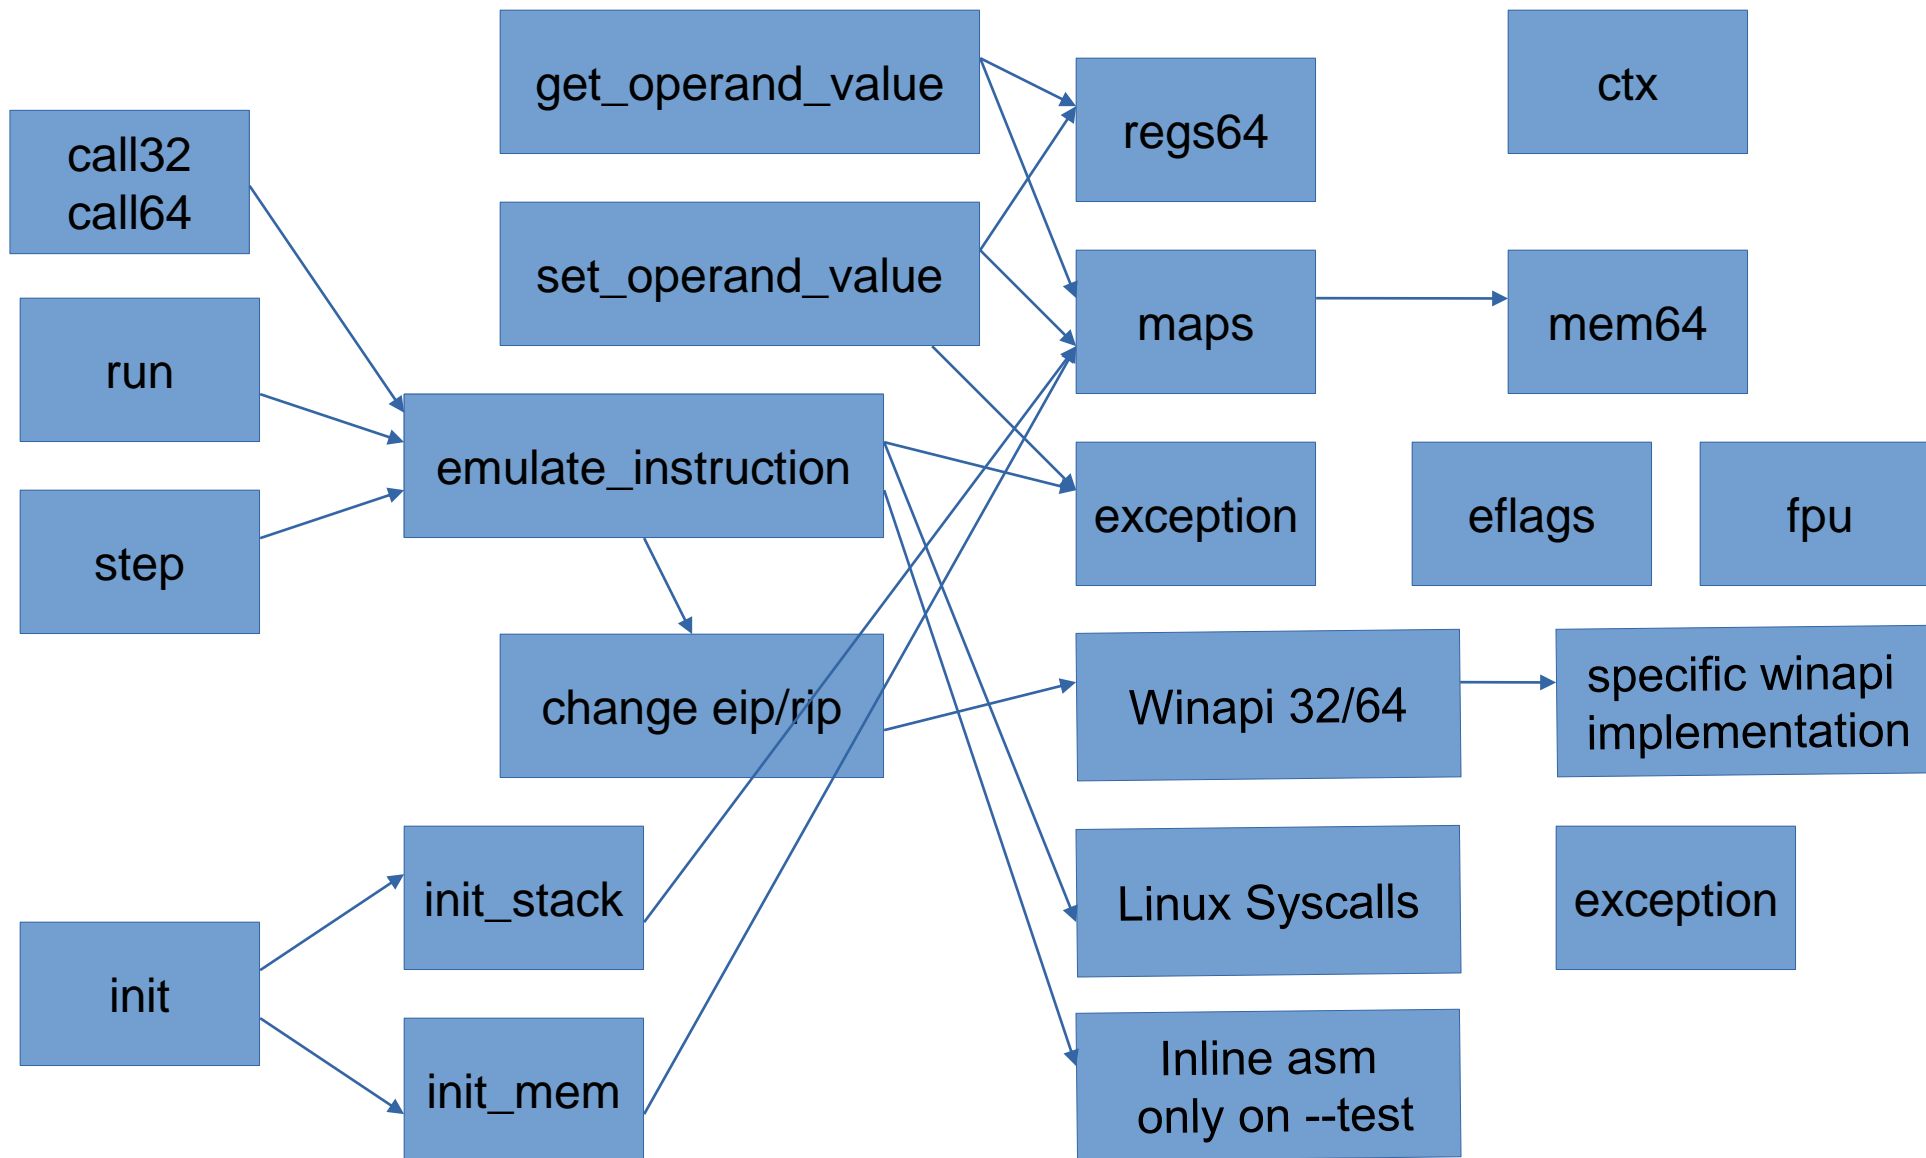 get_operand_value
ctx
call32
call64
regs64
set_operand_value
run
maps
mem64
emulate_instruction
step
exception
eflags
fpu
change eip/rip
Winapi 32/64
specific winapi
implementation
init_stack
Linux Syscalls
exception
init
init_mem
Inline asm
only on --test